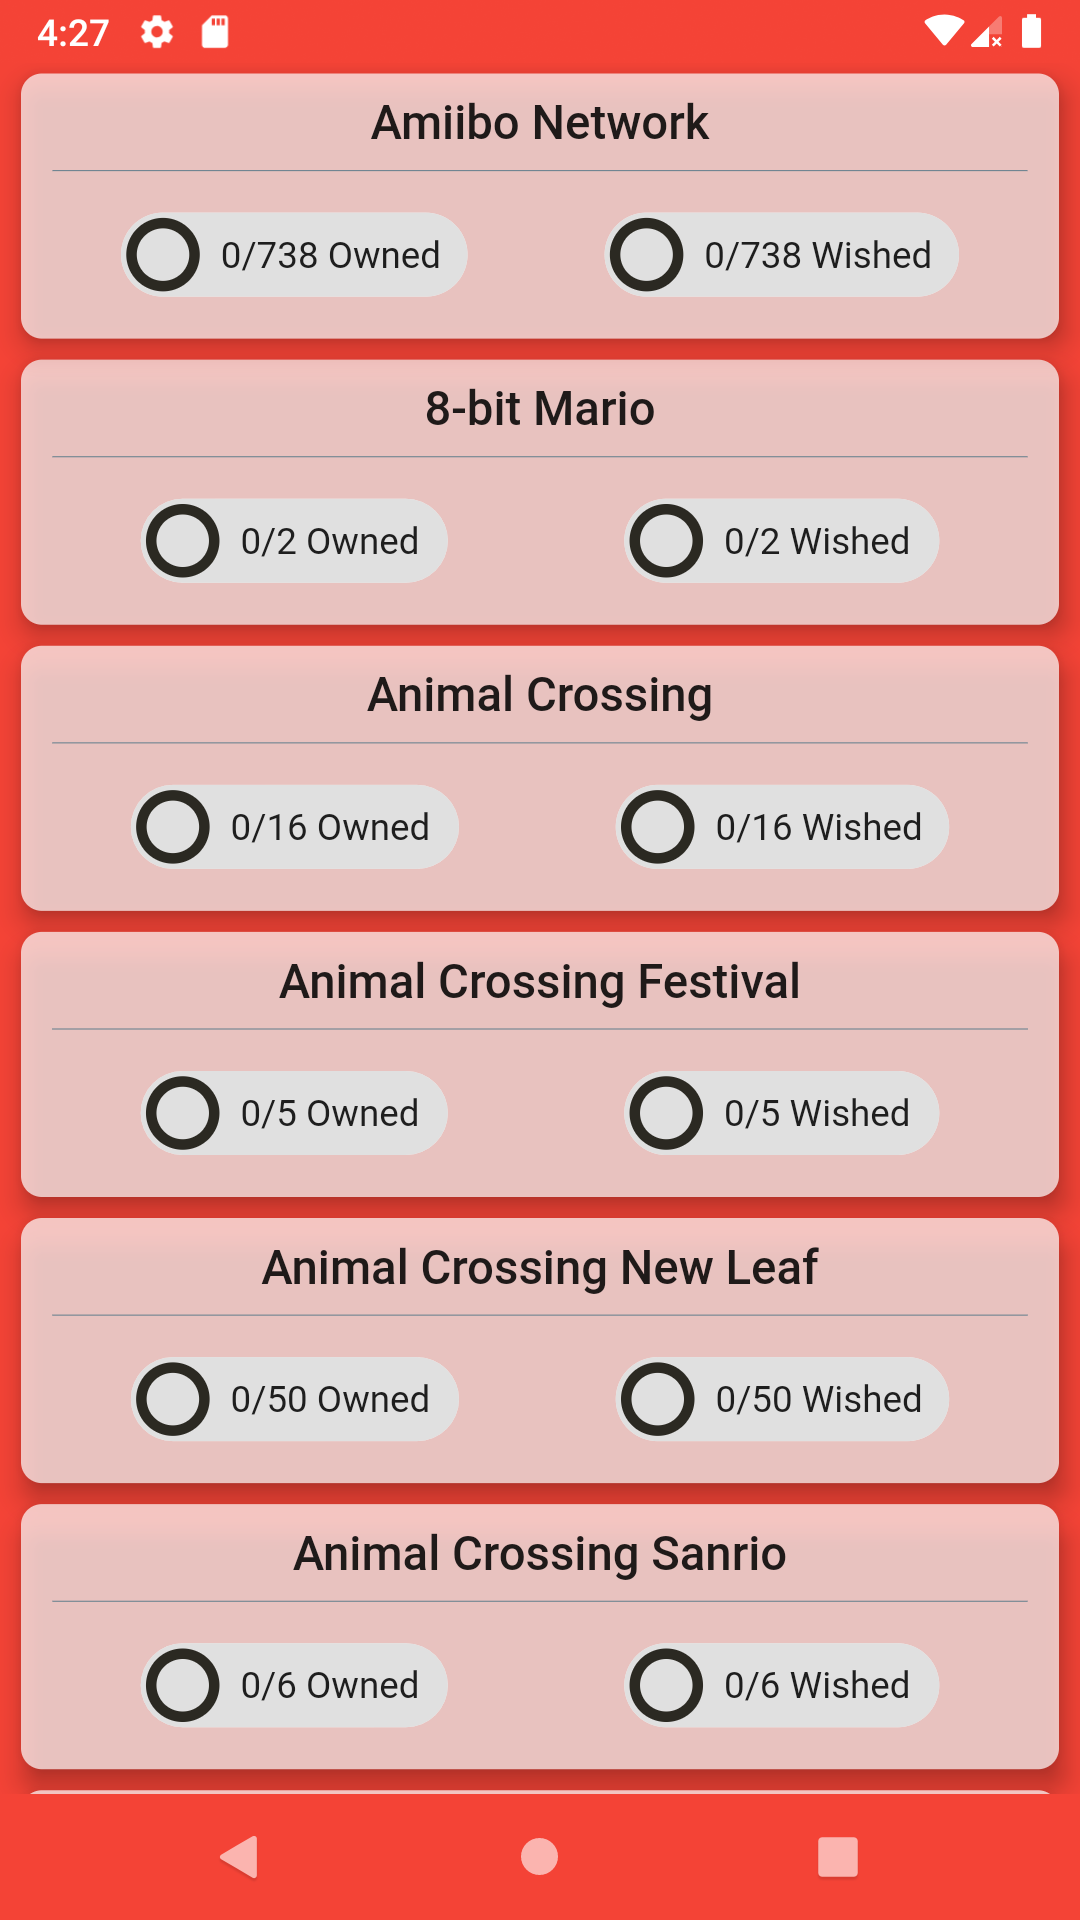 4:27
Amiibo Network
0/738 Owned
0/738 Wished
8-bit Mario
0/2 Owned
0/2 Wished
Animal Crossing
0/16 Owned
0/16 Wished
Animal Crossing Festival
0/5 Owned
0/5 Wished
Animal Crossing New Leaf
0/50 Owned
0/50 Wished
Animal Crossing Sanrio
0/6 Owned
0/6 Wished